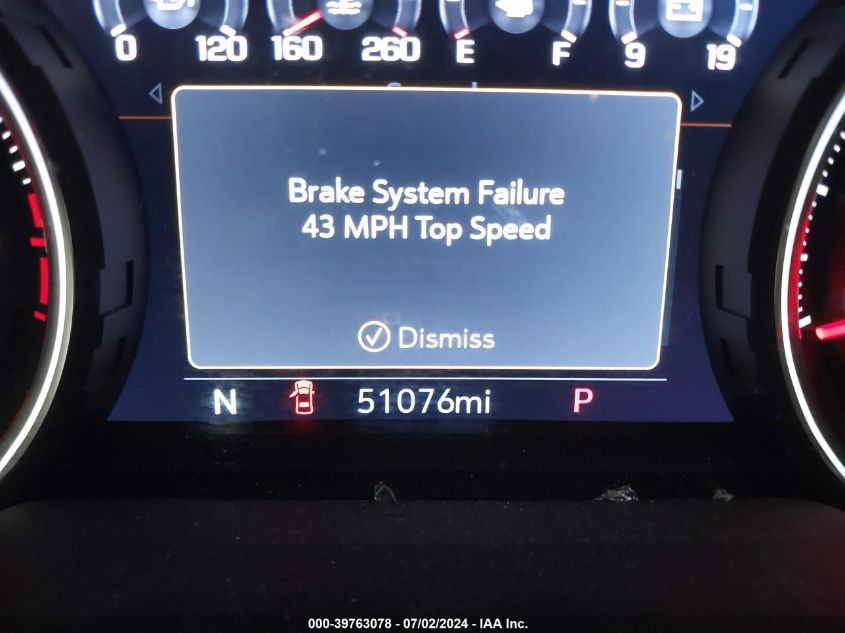 0 120 160 260 E F 9 19
Brake System Failure
43 MPH Top Speed
Dismiss
N 51076mi P
000-39763078 - 07/02/2024 - IAA Inc.